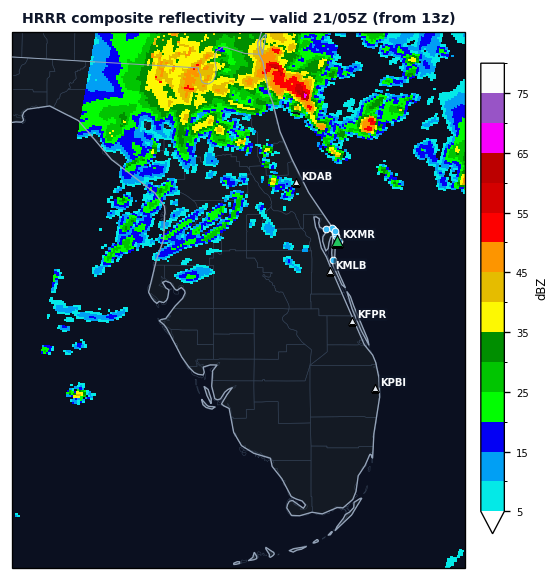 HRRR composite reflectivity — valid 21/05Z (from 13z)
KDAB
KXMR
KMLB
KFPR
KPBI
75
65
55
45
35
25
15
5
dBZ